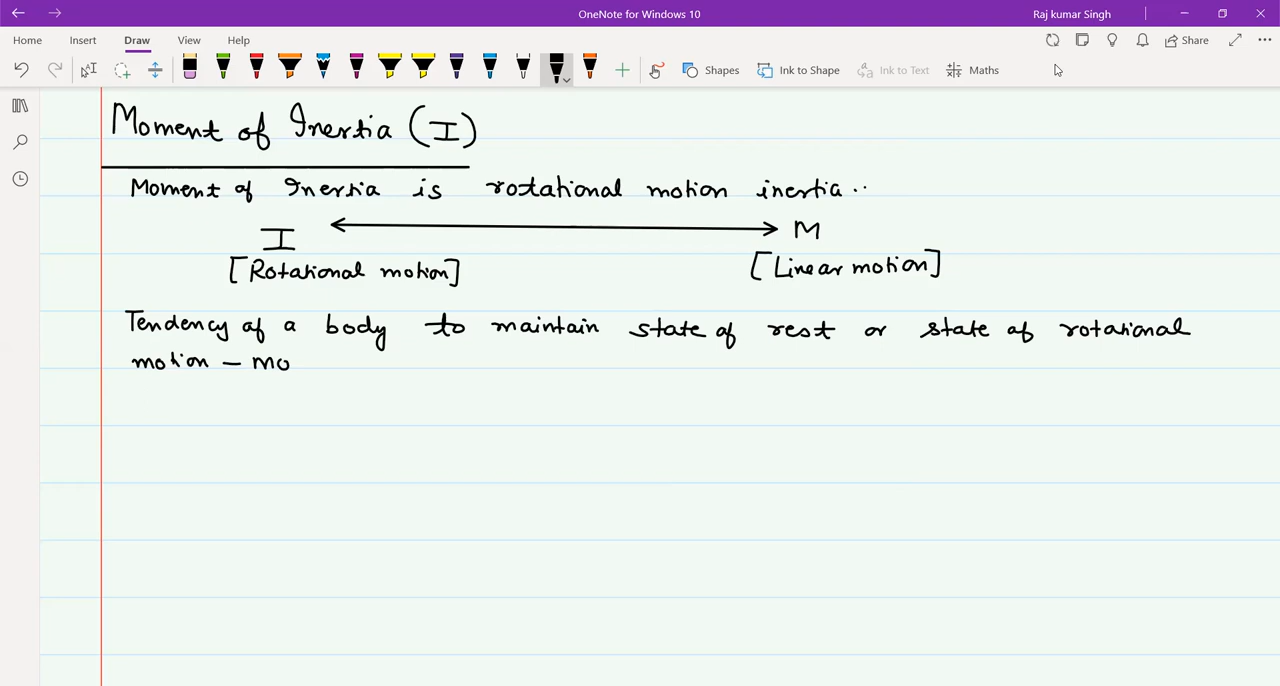 OneNote for Windows 10
Raj kumar Singh
Home Insert Draw View Help
Share
Shapes Ink to Shape Ink to Text Maths
Moment of Inertia (I)
Moment of Inertia is rotational motion inertia..
I M
[Rotational motion] [Linear motion]
Tendency of a body to maintain state of rest or state of rotational
motion – mo